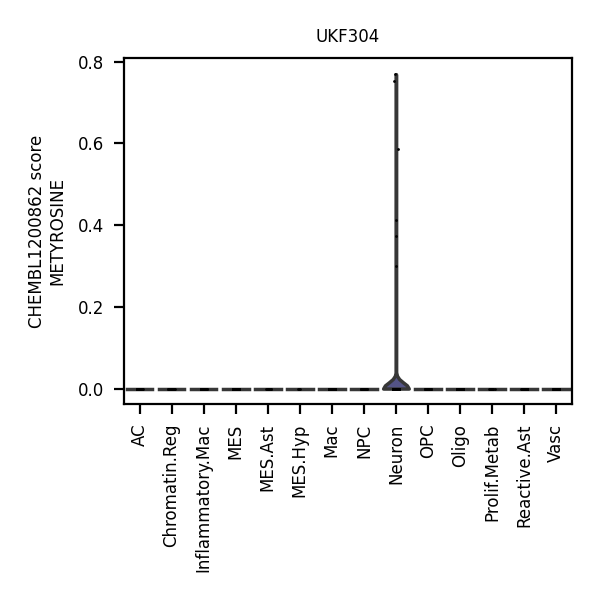 UKF304
CHEMBL1200862 score
METYROSINE
0.8
0.6
0.4
0.2
0.0
AC
Chromatin.Reg
Inflammatory.Mac
MES
MES.Ast
MES.Hyp
Mac
NPC
Neuron
OPC
Oligo
Prolif.Metab
Reactive.Ast
Vasc